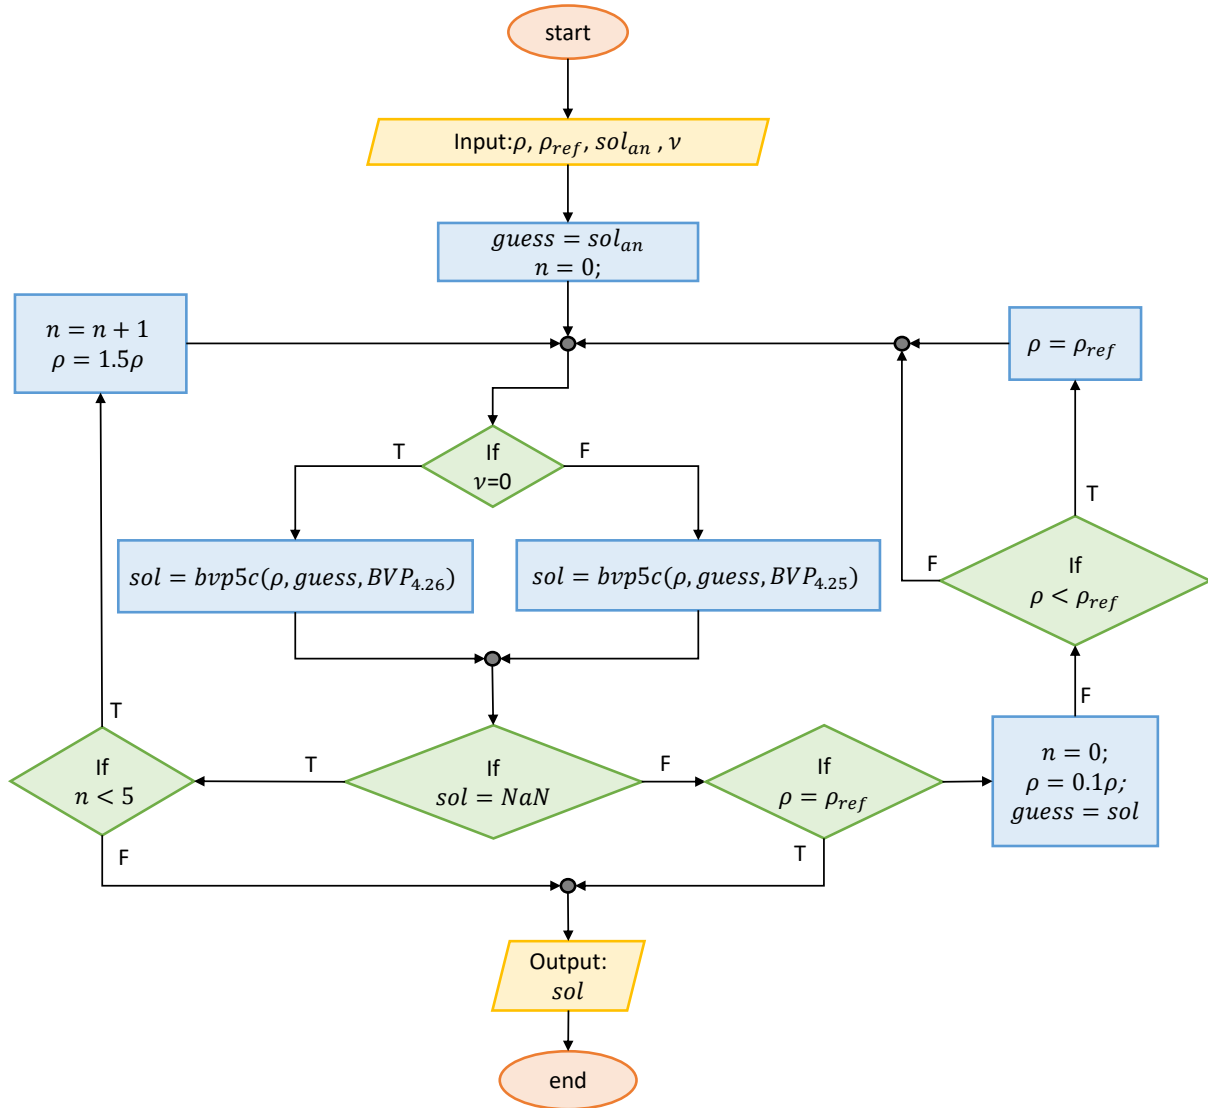 start
Input:ρ, ρ_ref, sol_an , ν
guess = sol_an
n = 0;
n = n + 1
ρ = 1.5ρ
ρ = ρ_ref
If
ν=0
T
F
sol = bvp5c(ρ, guess, BVP_4.26)
sol = bvp5c(ρ, guess, BVP_4.25)
If
ρ < ρ_ref
T
F
If
n < 5
T
F
If
sol = NaN
T
F
If
ρ = ρ_ref
T
F
n = 0;
ρ = 0.1ρ;
guess = sol
Output:
sol
end